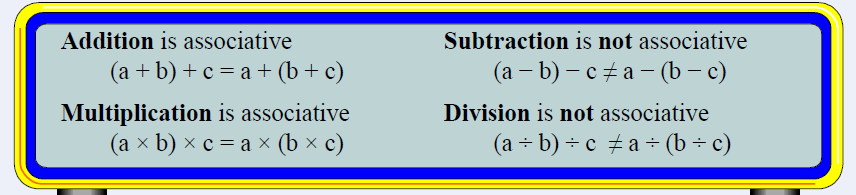 Addition is associative
(a + b) + c = a + (b + c)
Multiplication is associative
(a × b) × c = a × (b × c)
Subtraction is not associative
(a − b) − c ≠ a − (b − c)
Division is not associative
(a ÷ b) ÷ c ≠ a ÷ (b ÷ c)